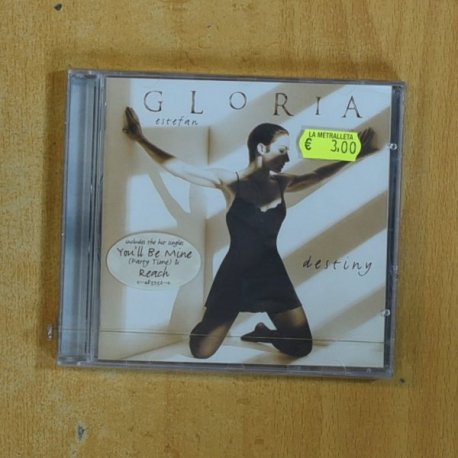 GLORIA
estefan
LA METRALLETA
€ 3,00
includes the hit singles
You'll Be Mine
(Party Time) &
Reach
destiny